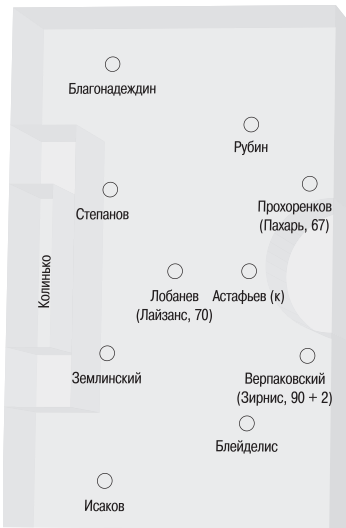 Благонадеждин
Рубин
Степанов
Прохоренков
(Пахарь, 67)
Колинько
Лобанев
(Лайзанс, 70)
Астафьев (к)
Землинский
Верпаковский
(Зирнис, 90 + 2)
Блейделис
Исаков